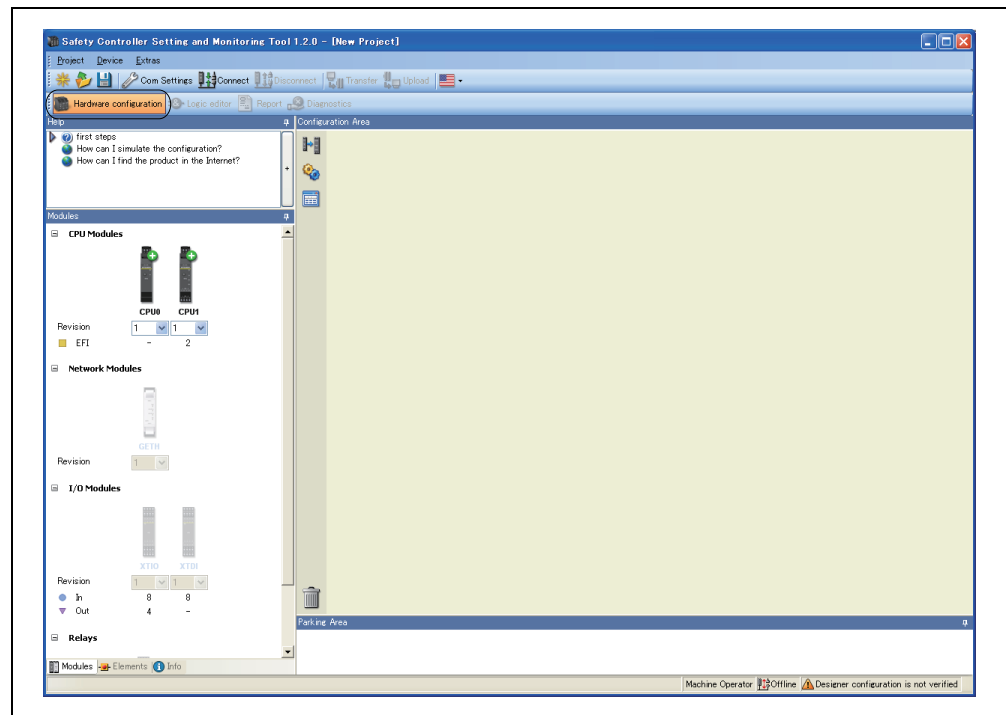 Safety Controller Setting and Monitoring Tool 1.2.0 - [New Project]
Project Device Extras
Com Settings Connect Disconnect Transfer Upload
Hardware configuration Logic editor Report Diagnostics
Help
Configuration Area
first steps
How can I simulate the configuration?
How can I find the product in the Internet?
+
Modules
CPU Modules
CPU0 CPU1
Revision 1 1
EFI - 2
Network Modules
GETH
Revision 1
I/O Modules
XTIO XTDI
Revision 1 1
In 8 8
Out 4 -
Relays
Parking Area
Modules Elements Info
Machine Operator Offline Designer configuration is not verified